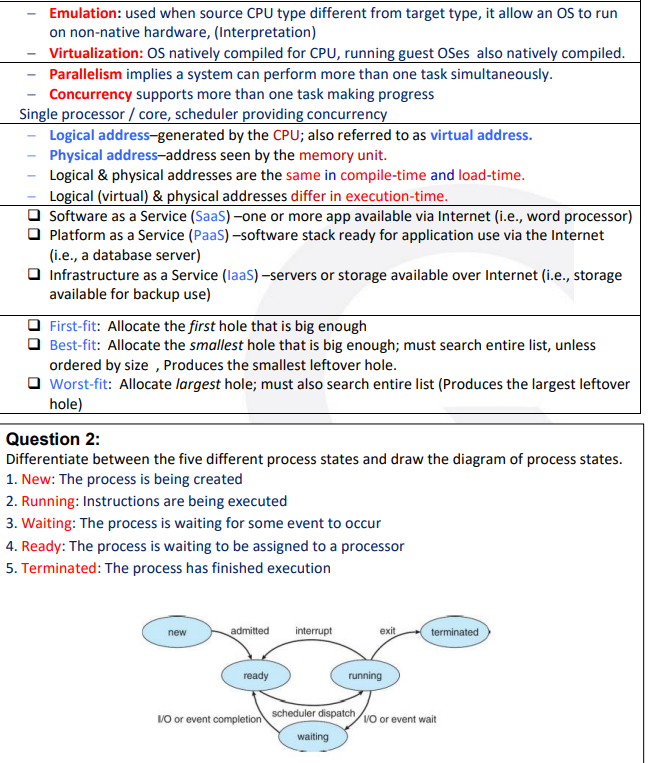 – Emulation: used when source CPU type different from target type, it allow an OS to run
on non-native hardware, (Interpretation)
– Virtualization: OS natively compiled for CPU, running guest OSes also natively compiled.
– Parallelism implies a system can perform more than one task simultaneously.
– Concurrency supports more than one task making progress
Single processor / core, scheduler providing concurrency
– Logical address–generated by the CPU; also referred to as virtual address.
– Physical address–address seen by the memory unit.
– Logical & physical addresses are the same in compile-time and load-time.
– Logical (virtual) & physical addresses differ in execution-time.
❑ Software as a Service (SaaS) –one or more app available via Internet (i.e., word processor)
❑ Platform as a Service (PaaS) –software stack ready for application use via the Internet
(i.e., a database server)
❑ Infrastructure as a Service (IaaS) –servers or storage available over Internet (i.e., storage
available for backup use)
❑ First-fit: Allocate the first hole that is big enough
❑ Best-fit: Allocate the smallest hole that is big enough; must search entire list, unless
ordered by size , Produces the smallest leftover hole.
❑ Worst-fit: Allocate largest hole; must also search entire list (Produces the largest leftover
hole)
Question 2:
Differentiate between the five different process states and draw the diagram of process states.
1. New: The process is being created
2. Running: Instructions are being executed
3. Waiting: The process is waiting for some event to occur
4. Ready: The process is waiting to be assigned to a processor
5. Terminated: The process has finished execution
new admitted interrupt exit terminated
ready running
I/O or event completion scheduler dispatch I/O or event wait
waiting